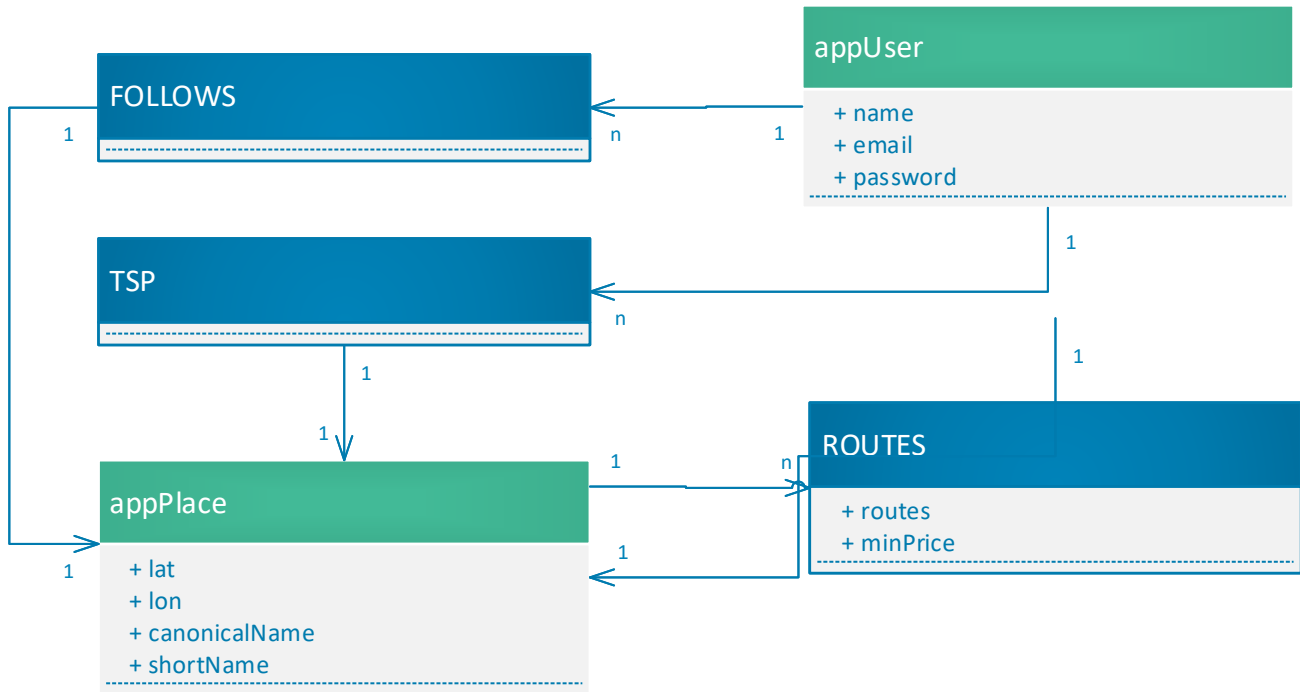 appUser
+ name
+ email
+ password
FOLLOWS
1
n
1
TSP
1
n
1
1
1
ROUTES
+ routes
+ minPrice
appPlace
+ lat
+ lon
+ canonicalName
+ shortName
1
n
1
1